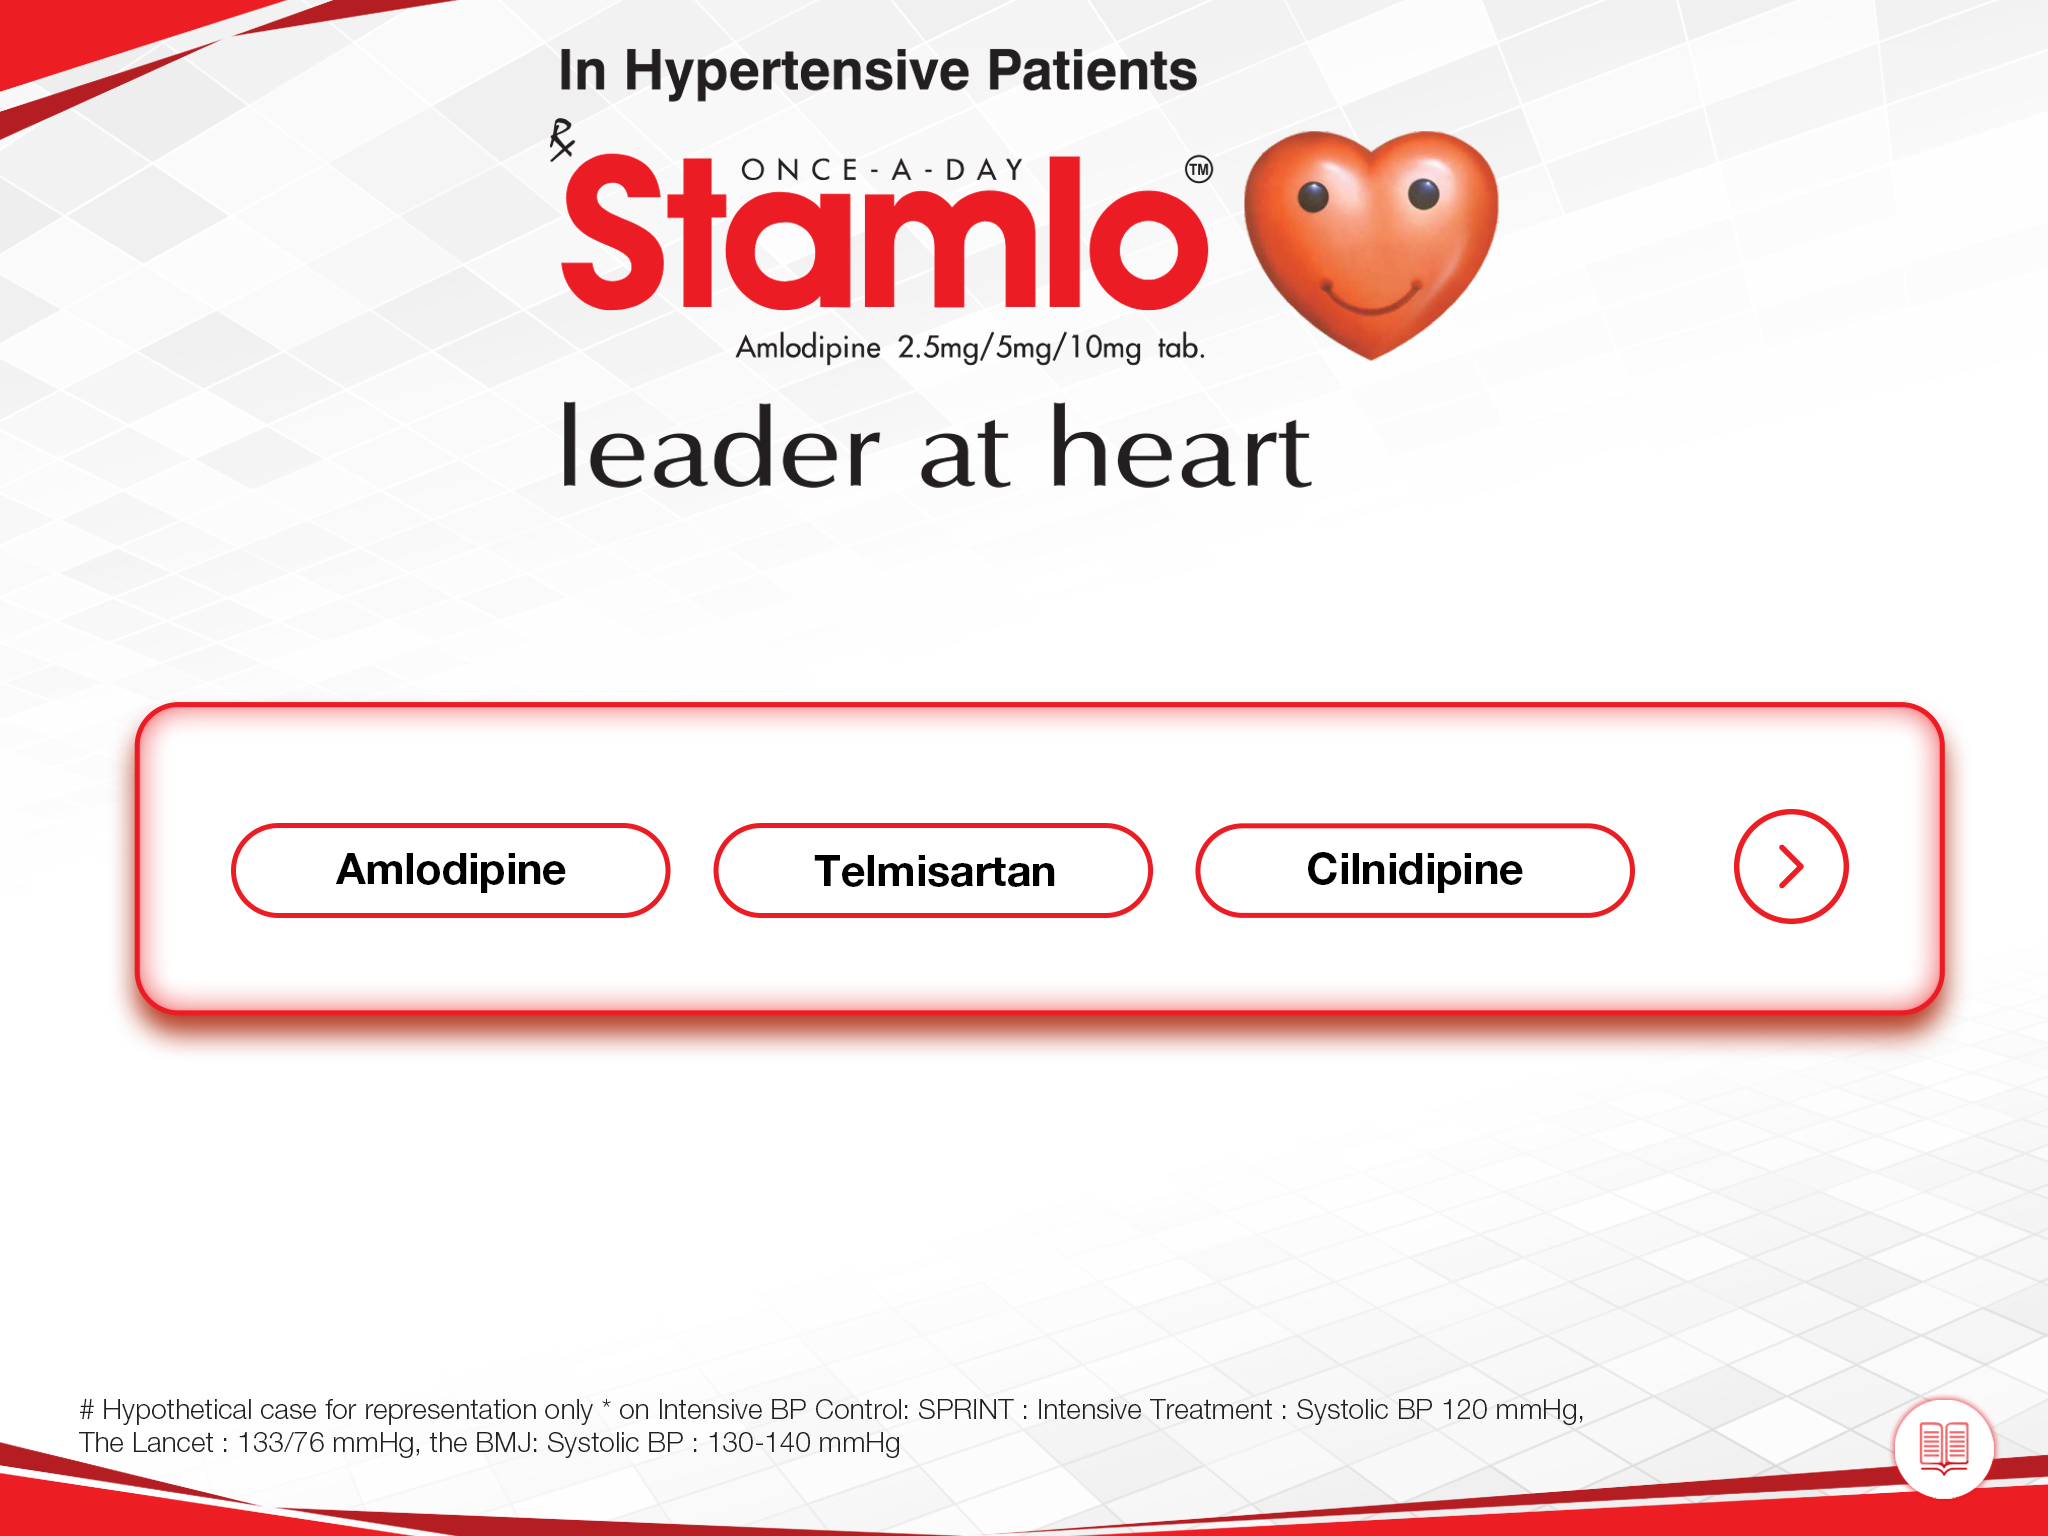 In Hypertensive Patients
℞
ONCE-A-DAY
Stamlo™
Amlodipine 2.5mg/5mg/10mg tab.
leader at heart
Amlodipine Telmisartan Cilnidipine
# Hypothetical case for representation only * on Intensive BP Control: SPRINT : Intensive Treatment : Systolic BP 120 mmHg,
The Lancet : 133/76 mmHg, the BMJ: Systolic BP : 130-140 mmHg